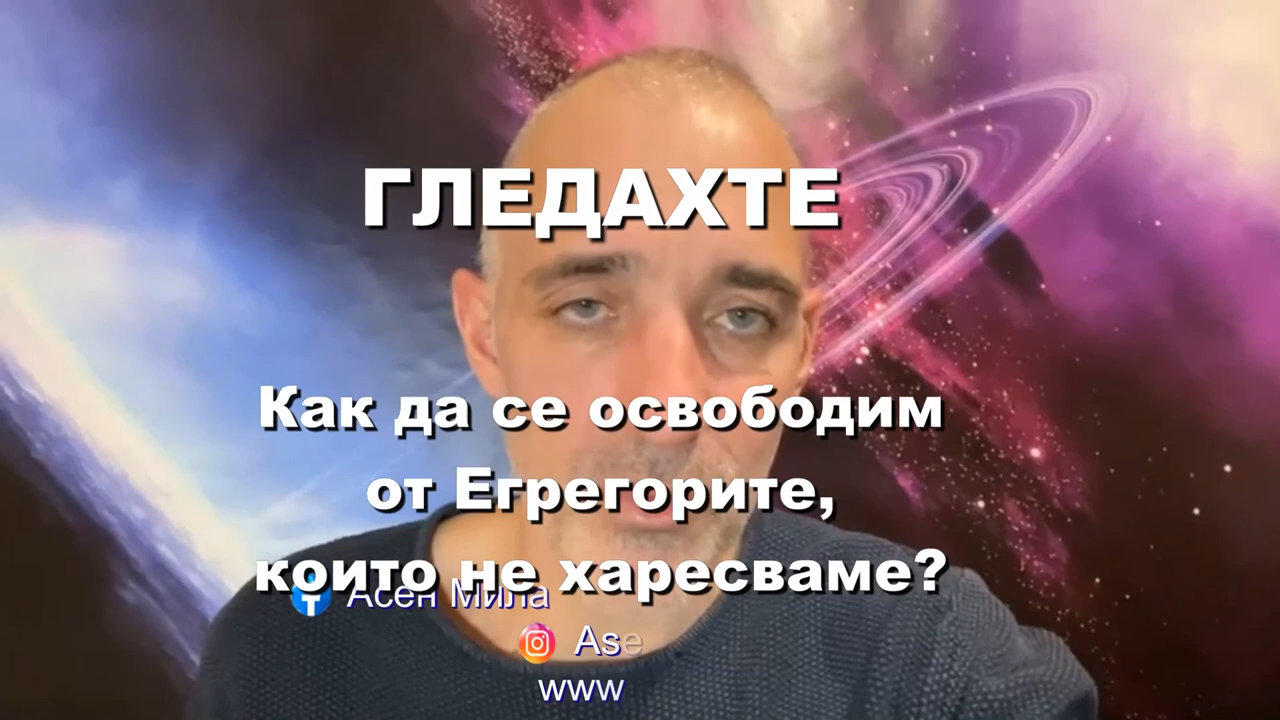 ГЛЕДАХТЕ
Как да се освободим
от Егрегорите,
които не харесваме?
Асен Мила
Ase
www